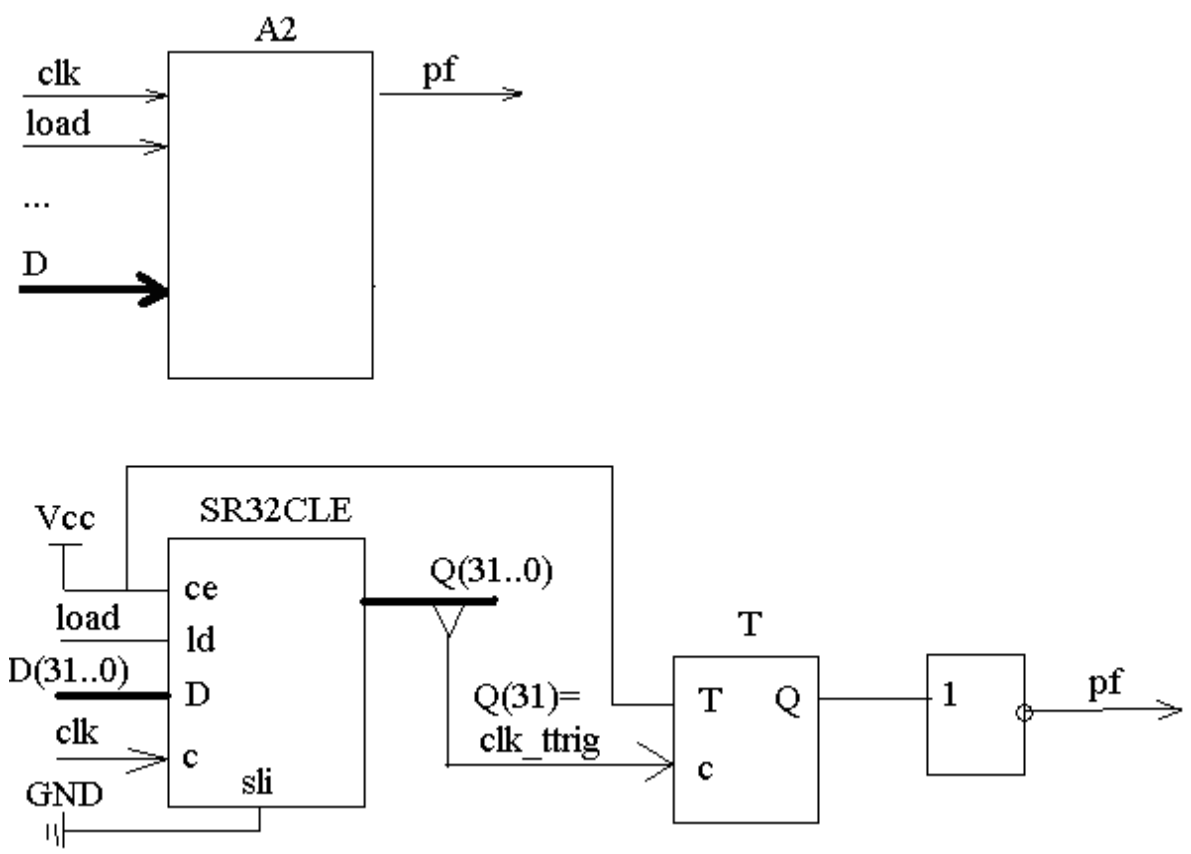 A2
clk
pf
load
...
D
Vcc
SR32CLE
ce
Q(31..0)
load
ld
T
D(31..0)
D
Q(31)=
T
Q
1
pf
clk
clk_ttrig
c
c
sli
GND